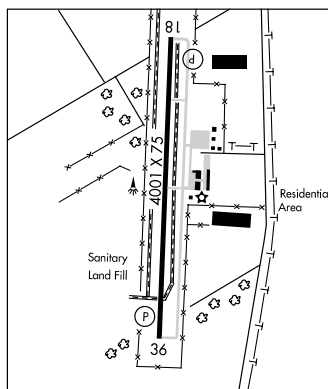 18
P
4001 X 75
Residential
Area
Sanitary
Land Fill
P
36